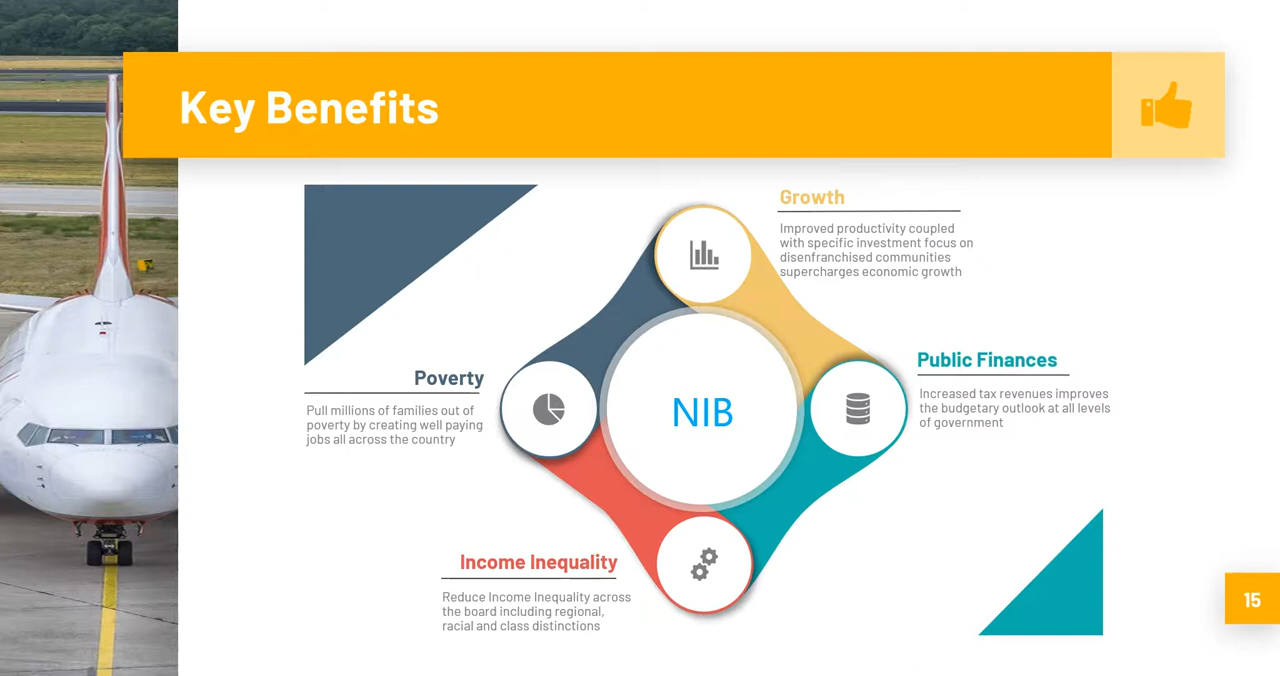 Key Benefits
Growth
Improved productivity coupled
with specific investment focus on
disenfranchised communities
supercharges economic growth
Poverty
Pull millions of families out of
poverty by creating well paying
jobs all across the country
NIB
Public Finances
Increased tax revenues improves
the budgetary outlook at all levels
of government
Income Inequality
Reduce Income Inequality across
the board including regional,
racial and class distinctions
15